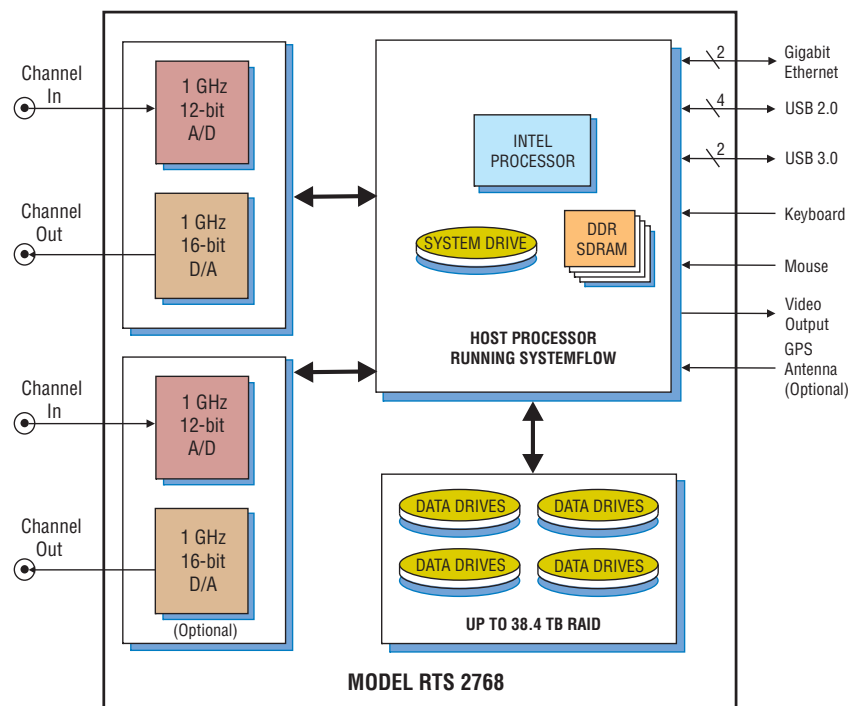 Channel
In
1 GHz
12-bit
A/D
Channel
Out
1 GHz
16-bit
D/A
INTEL
PROCESSOR
SYSTEM DRIVE
DDR
SDRAM
HOST PROCESSOR
RUNNING SYSTEMFLOW
2
Gigabit
Ethernet
4
USB 2.0
2
USB 3.0
Keyboard
Mouse
Video
Output
GPS
Antenna
(Optional)
Channel
In
1 GHz
12-bit
A/D
Channel
Out
1 GHz
16-bit
D/A
(Optional)
DATA DRIVES
DATA DRIVES
DATA DRIVES
DATA DRIVES
UP TO 38.4 TB RAID
MODEL RTS 2768